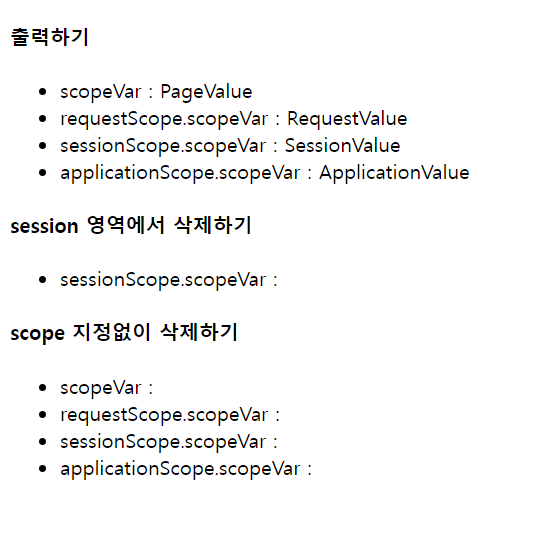 출력하기
• scopeVar : PageValue
• requestScope.scopeVar : RequestValue
• sessionScope.scopeVar : SessionValue
• applicationScope.scopeVar : ApplicationValue
session 영역에서 삭제하기
• sessionScope.scopeVar :
scope 지정없이 삭제하기
• scopeVar :
• requestScope.scopeVar :
• sessionScope.scopeVar :
• applicationScope.scopeVar :